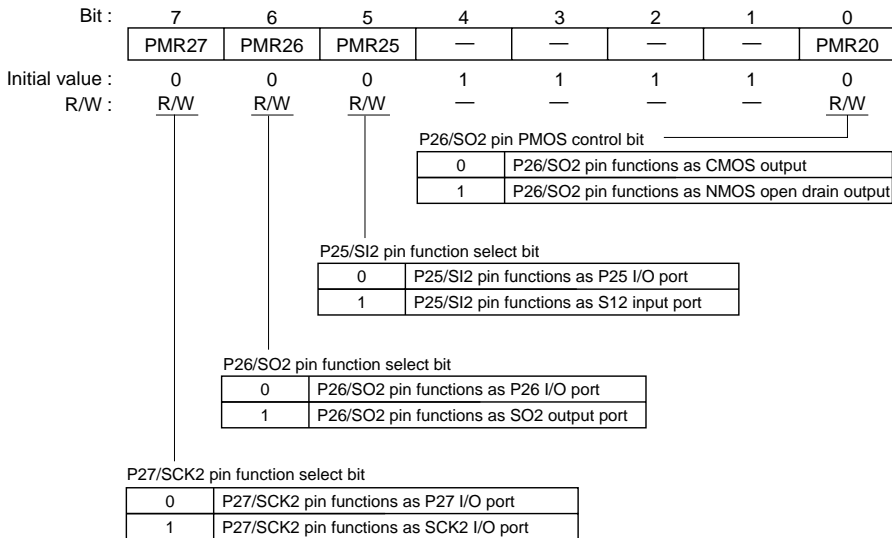 Bit : 7 6 5 4 3 2 1 0
PMR27 PMR26 PMR25 — — — — PMR20
Initial value : 0 0 0 1 1 1 1 0
R/W : R/W R/W R/W — — — — R/W
P26/SO2 pin PMOS control bit
0 P26/SO2 pin functions as CMOS output
1 P26/SO2 pin functions as NMOS open drain output
P25/SI2 pin function select bit
0 P25/SI2 pin functions as P25 I/O port
1 P25/SI2 pin functions as S12 input port
P26/SO2 pin function select bit
0 P26/SO2 pin functions as P26 I/O port
1 P26/SO2 pin functions as SO2 output port
P27/SCK2 pin function select bit
0 P27/SCK2 pin functions as P27 I/O port
1 P27/SCK2 pin functions as SCK2 I/O port